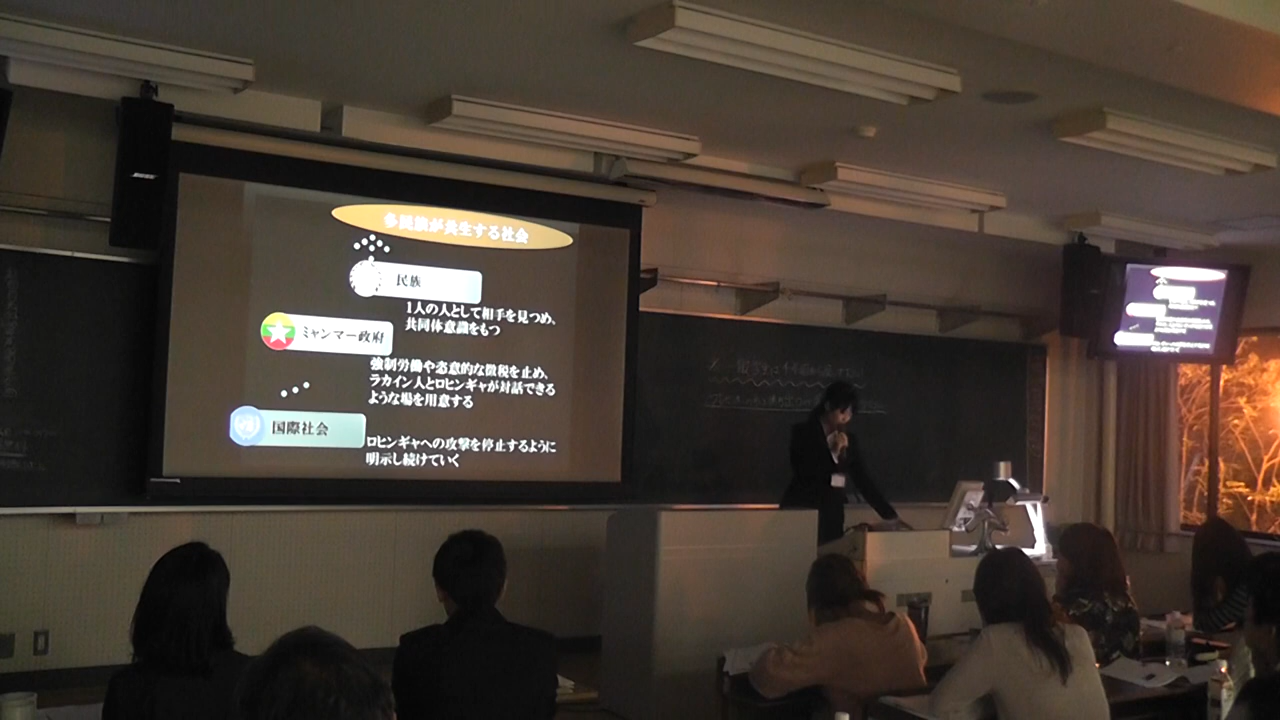 多民族が共生する社会
民族
1人の人として相手を見つめ、
共同体意識をもつ
ミャンマー政府
強制労働や恣意的な徴税を止め、
ラカイン人とロヒンギャが対話できる
ような場を用意する
国際社会
ロヒンギャへの攻撃を停止するように
明示し続けていく